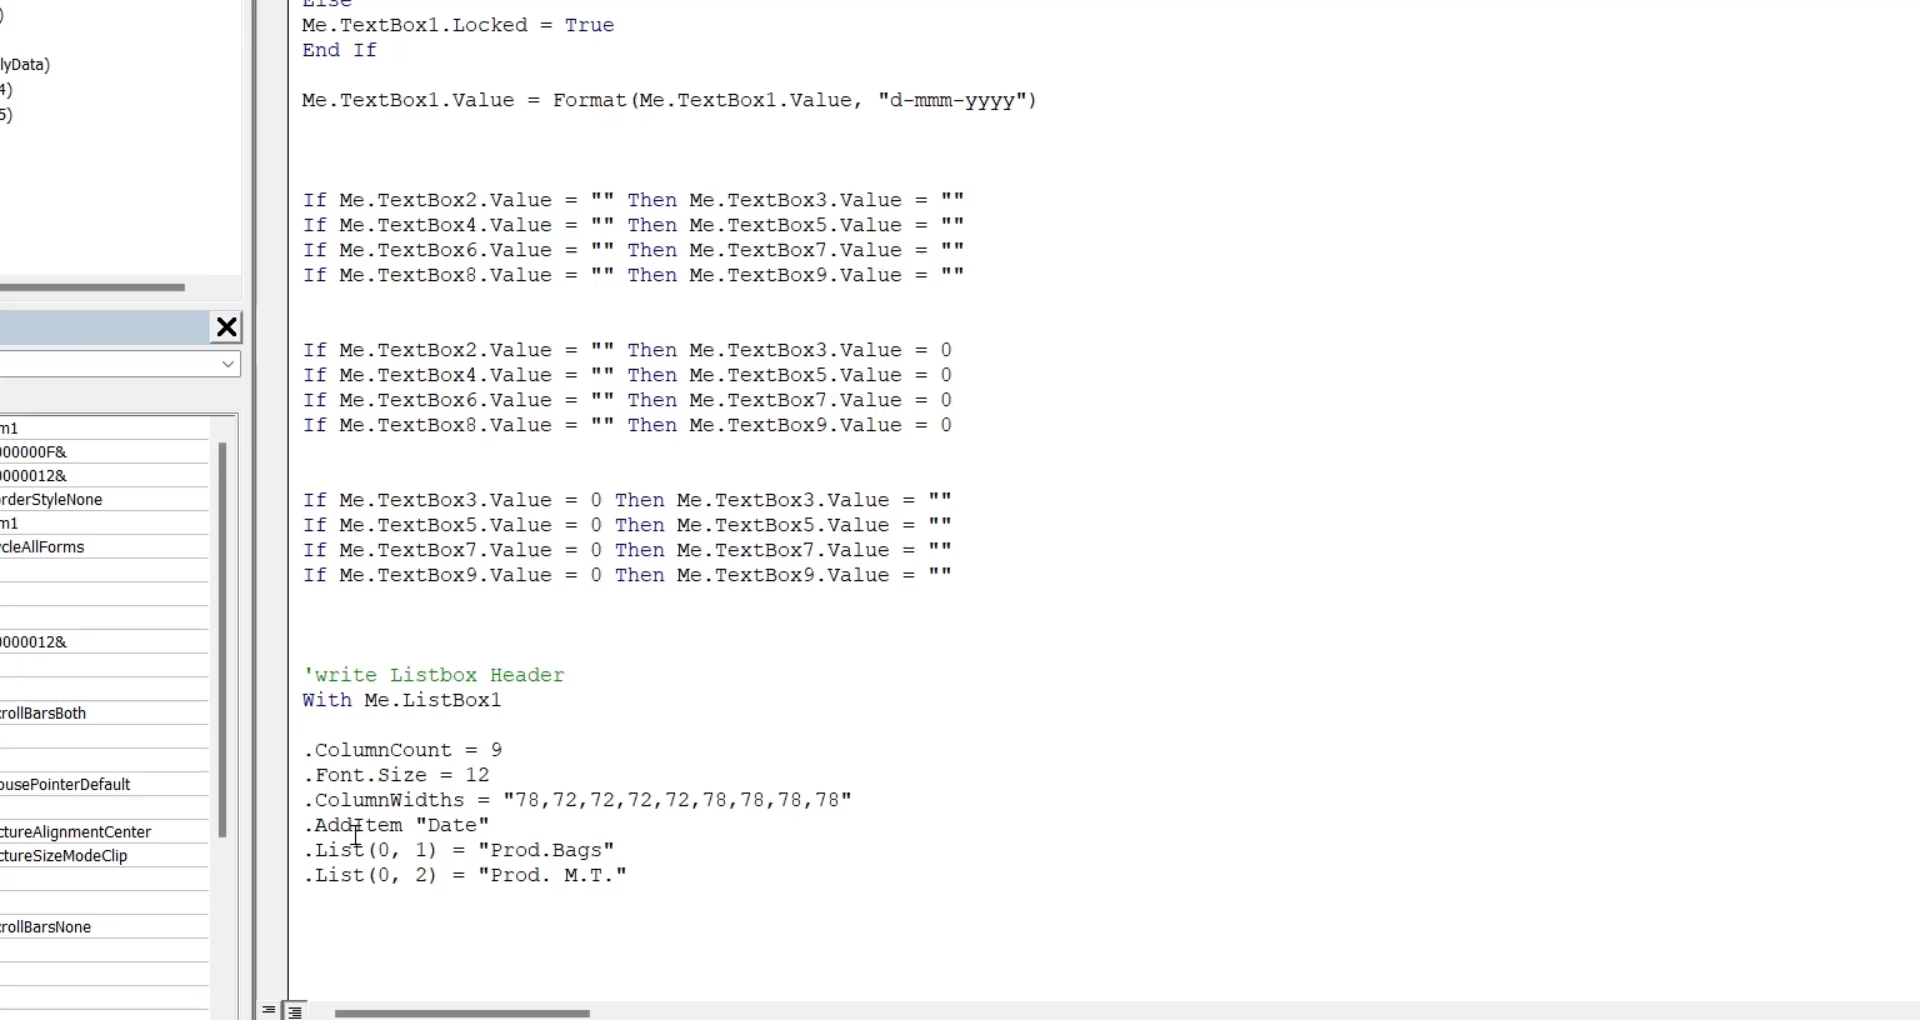 )
lyData)
4)
5)
m1
000000F&
0000012&
orderStyleNone
m1
ycleAllForms
0000012&
crollBarsBoth
ousePointerDefault
ctureAlignmentCenter
ctureSizeModeClip
crollBarsNone
Else
Me.TextBox1.Locked = True
End If
Me.TextBox1.Value = Format(Me.TextBox1.Value, "d-mmm-yyyy")
If Me.TextBox2.Value = "" Then Me.TextBox3.Value = ""
If Me.TextBox4.Value = "" Then Me.TextBox5.Value = ""
If Me.TextBox6.Value = "" Then Me.TextBox7.Value = ""
If Me.TextBox8.Value = "" Then Me.TextBox9.Value = ""
If Me.TextBox2.Value = "" Then Me.TextBox3.Value = 0
If Me.TextBox4.Value = "" Then Me.TextBox5.Value = 0
If Me.TextBox6.Value = "" Then Me.TextBox7.Value = 0
If Me.TextBox8.Value = "" Then Me.TextBox9.Value = 0
If Me.TextBox3.Value = 0 Then Me.TextBox3.Value = ""
If Me.TextBox5.Value = 0 Then Me.TextBox5.Value = ""
If Me.TextBox7.Value = 0 Then Me.TextBox7.Value = ""
If Me.TextBox9.Value = 0 Then Me.TextBox9.Value = ""
'write Listbox Header
With Me.ListBox1
.ColumnCount = 9
.Font.Size = 12
.ColumnWidths = "78,72,72,72,72,78,78,78,78"
.AddItem "Date"
.List(0, 1) = "Prod.Bags"
.List(0, 2) = "Prod. M.T."